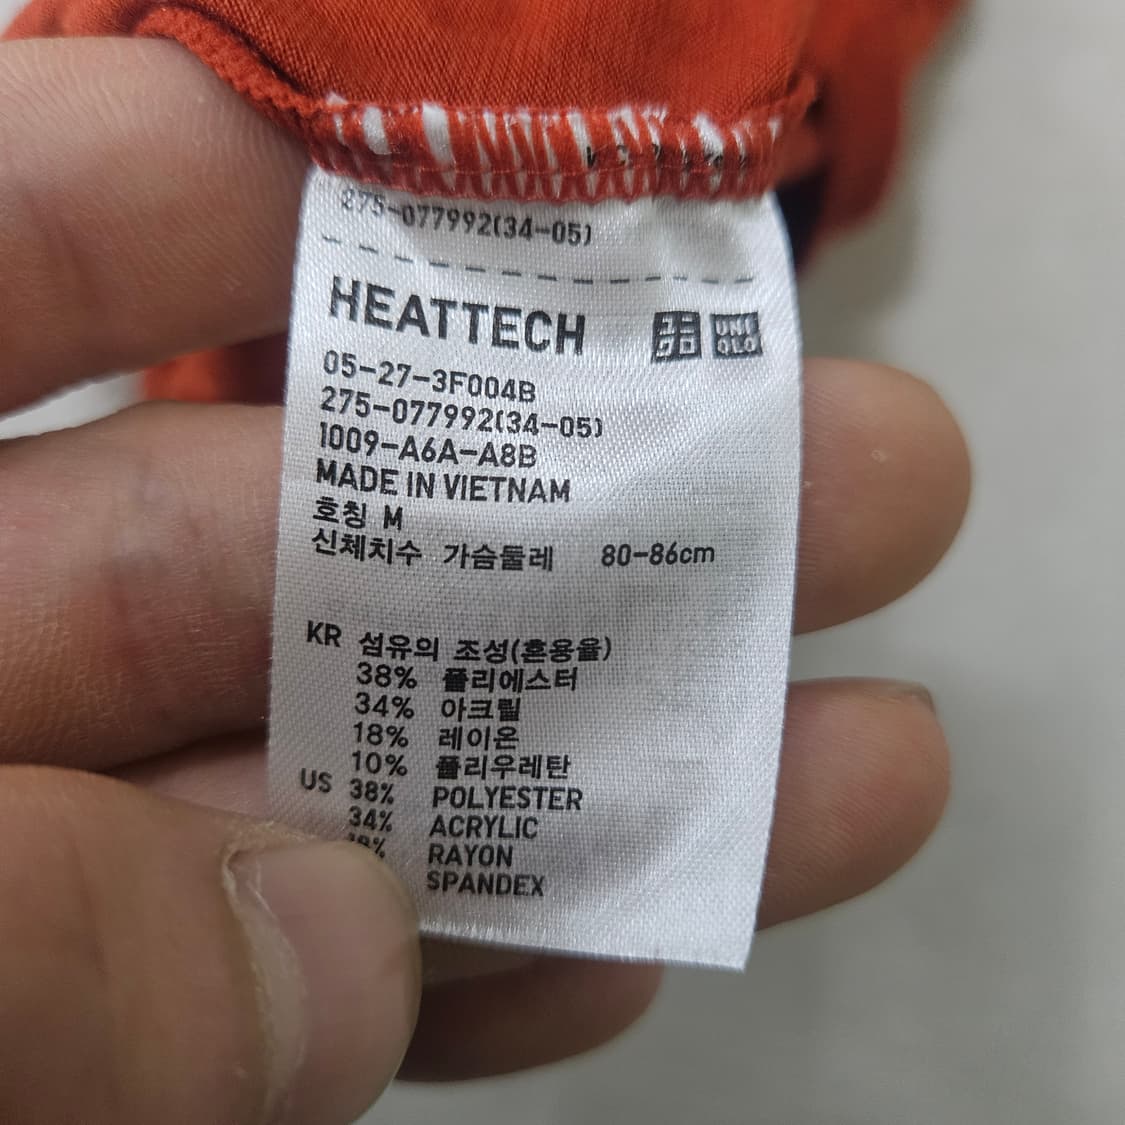 275-077992(34-05)
HEATTECH ユニクロ UNIQLO
05-27-3F004B
275-077992(34-05)
1009-A6A-A8B
MADE IN VIETNAM
호칭 M
신체치수 가슴둘레 80-86cm
KR 섬유의 조성(혼용율)
38% 폴리에스터
34% 아크릴
18% 레이온
10% 폴리우레탄
US 38% POLYESTER
34% ACRYLIC
18% RAYON
SPANDEX